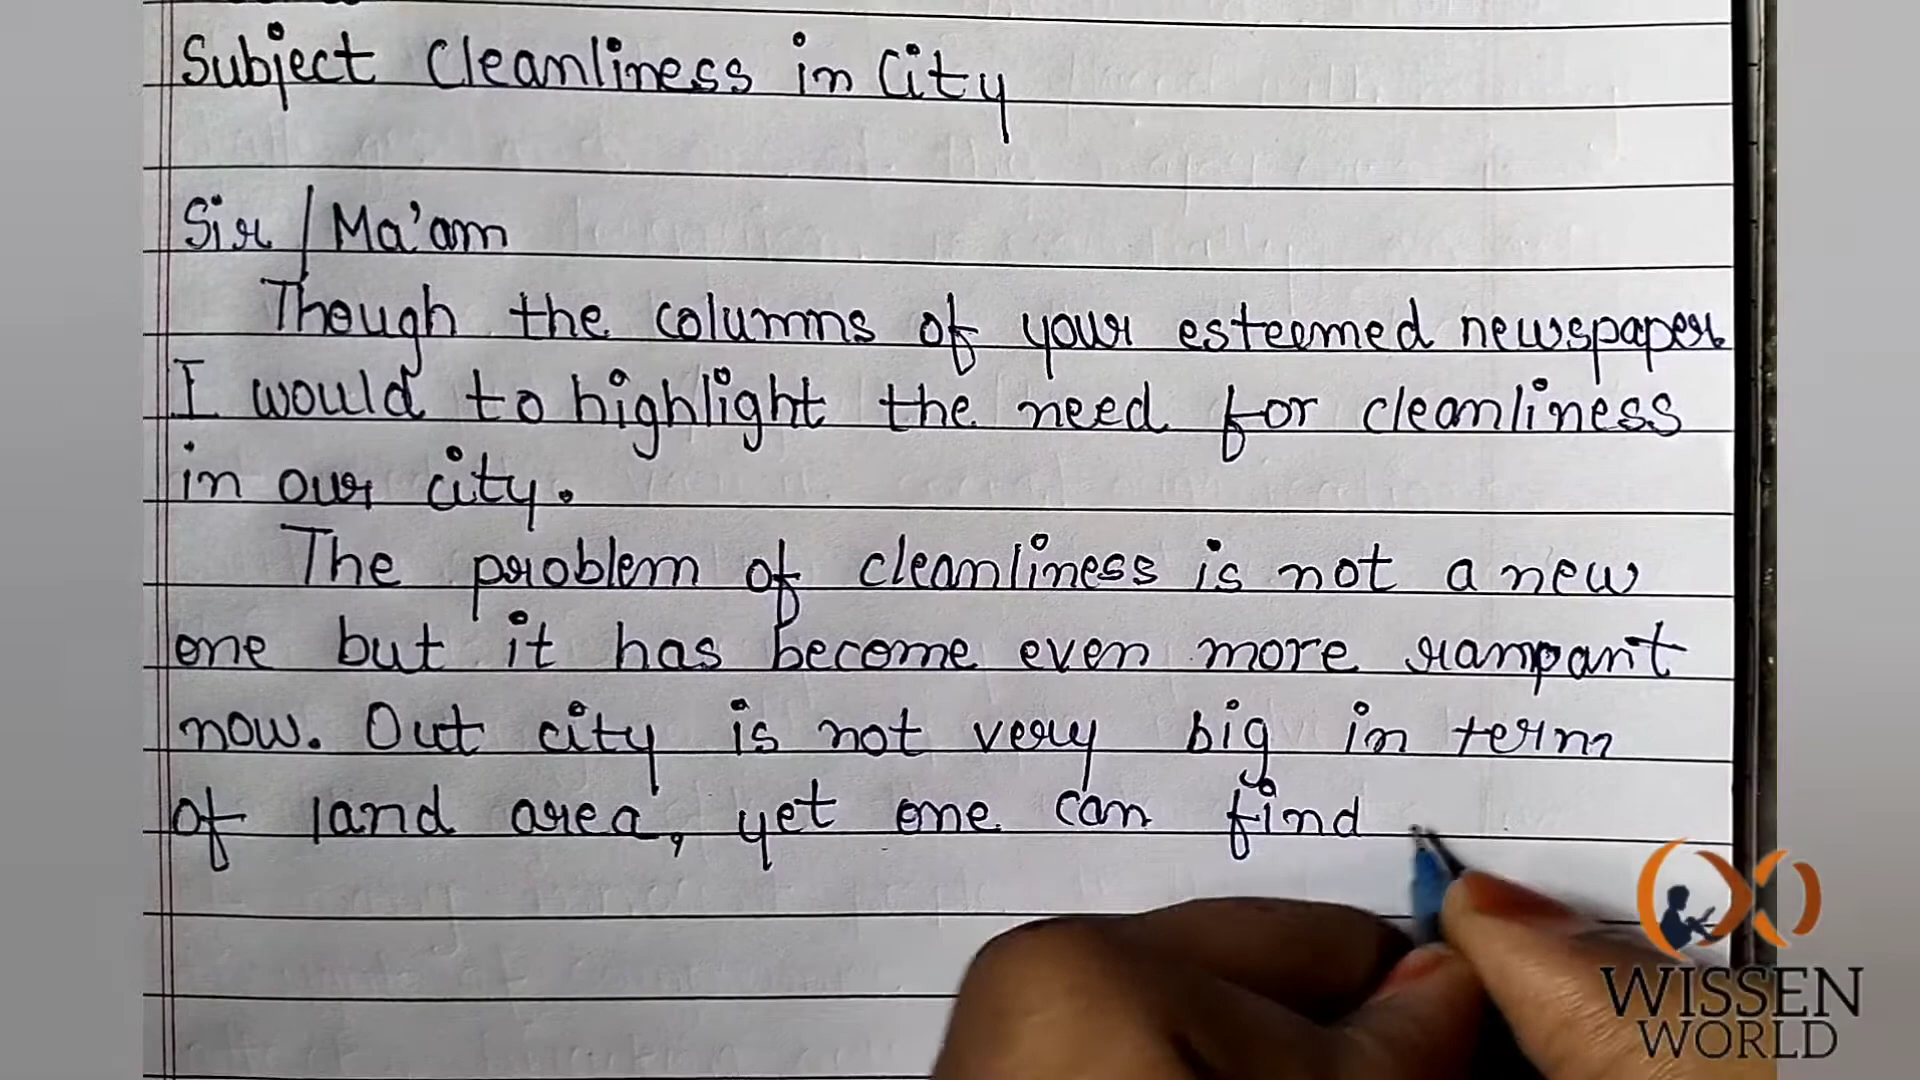 Subject Cleanliness in City
Sir/Ma'am
Though the columns of your esteemed newspaper
I would to highlight the need for cleanliness
in our city.
The problem of cleanliness is not a new
one but it has become even more rampant
now. Out city is not very big in term
of land area, yet one can find
WISSEN
WORLD